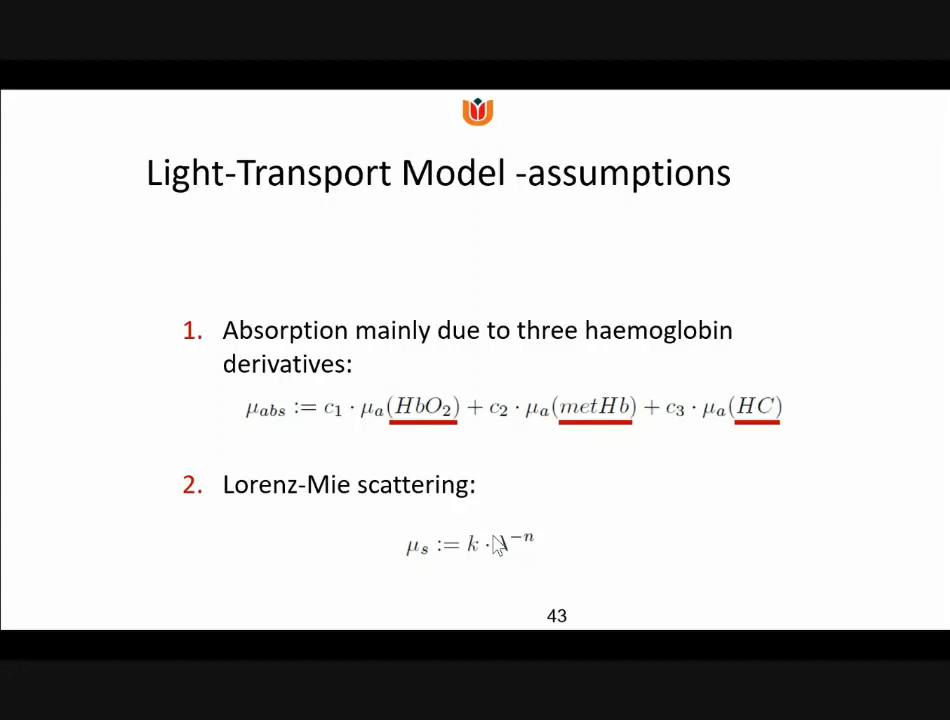 Light-Transport Model -assumptions
1. Absorption mainly due to three haemoglobin
derivatives:
μ_abs := c₁ · μₐ(HbO₂) + c₂ · μₐ(metHb) + c₃ · μₐ(HC)
2. Lorenz-Mie scattering:
μₛ := k · λ⁻ⁿ
43